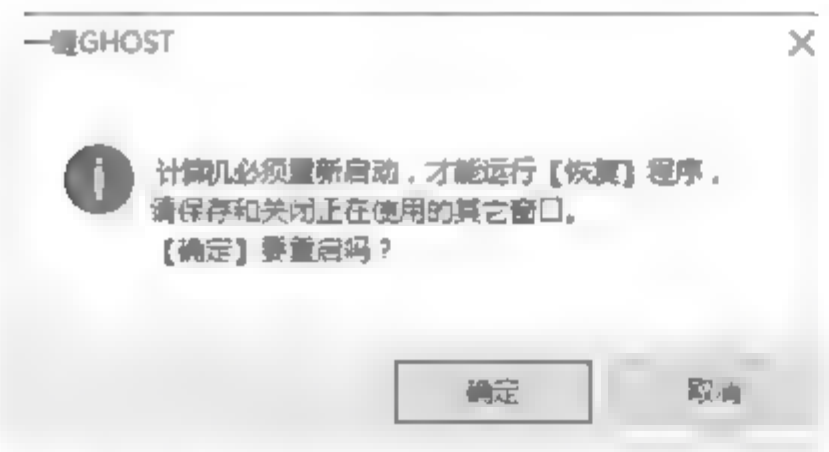 一键GHOST
计算机必须重新启动，才能运行【恢复】程序，
请保存和关闭正在使用的其它窗口。
【确定】要重启吗？
确定
取消